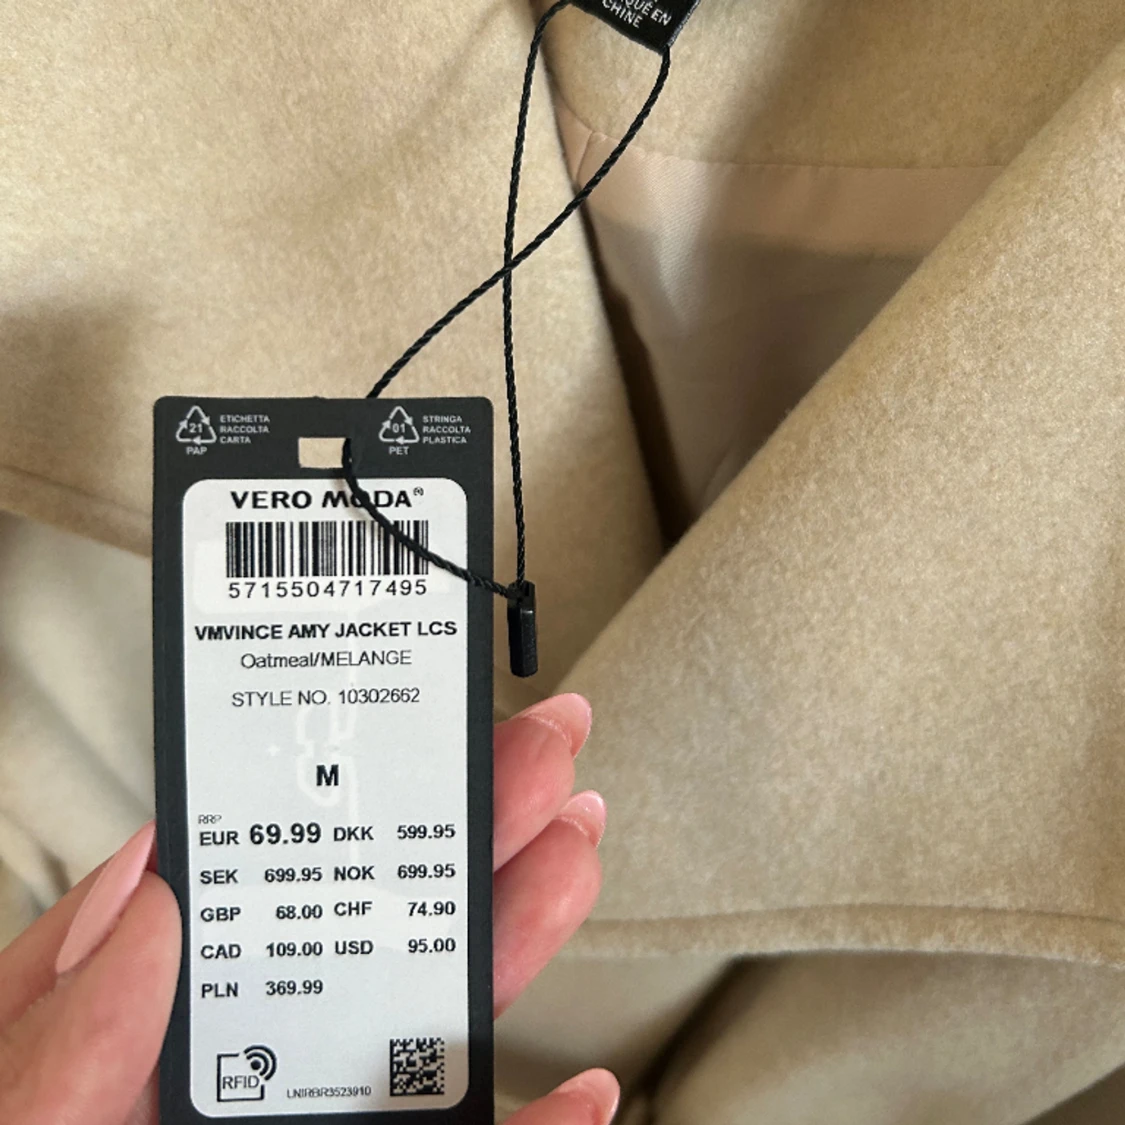 QUÉ EN
CHINE
21
PAP
ETICHETTA
RACCOLTA
CARTA
01
PET
STRINGA
RACCOLTA
PLASTICA
VERO MODA®
5715504717495
VMVINCE AMY JACKET LCS
Oatmeal/MELANGE
STYLE NO. 10302662
M
RRP
EUR 69.99 DKK 599.95
SEK 699.95 NOK 699.95
GBP 68.00 CHF 74.90
CAD 109.00 USD 95.00
PLN 369.99
RFID
LNIRBR3523910